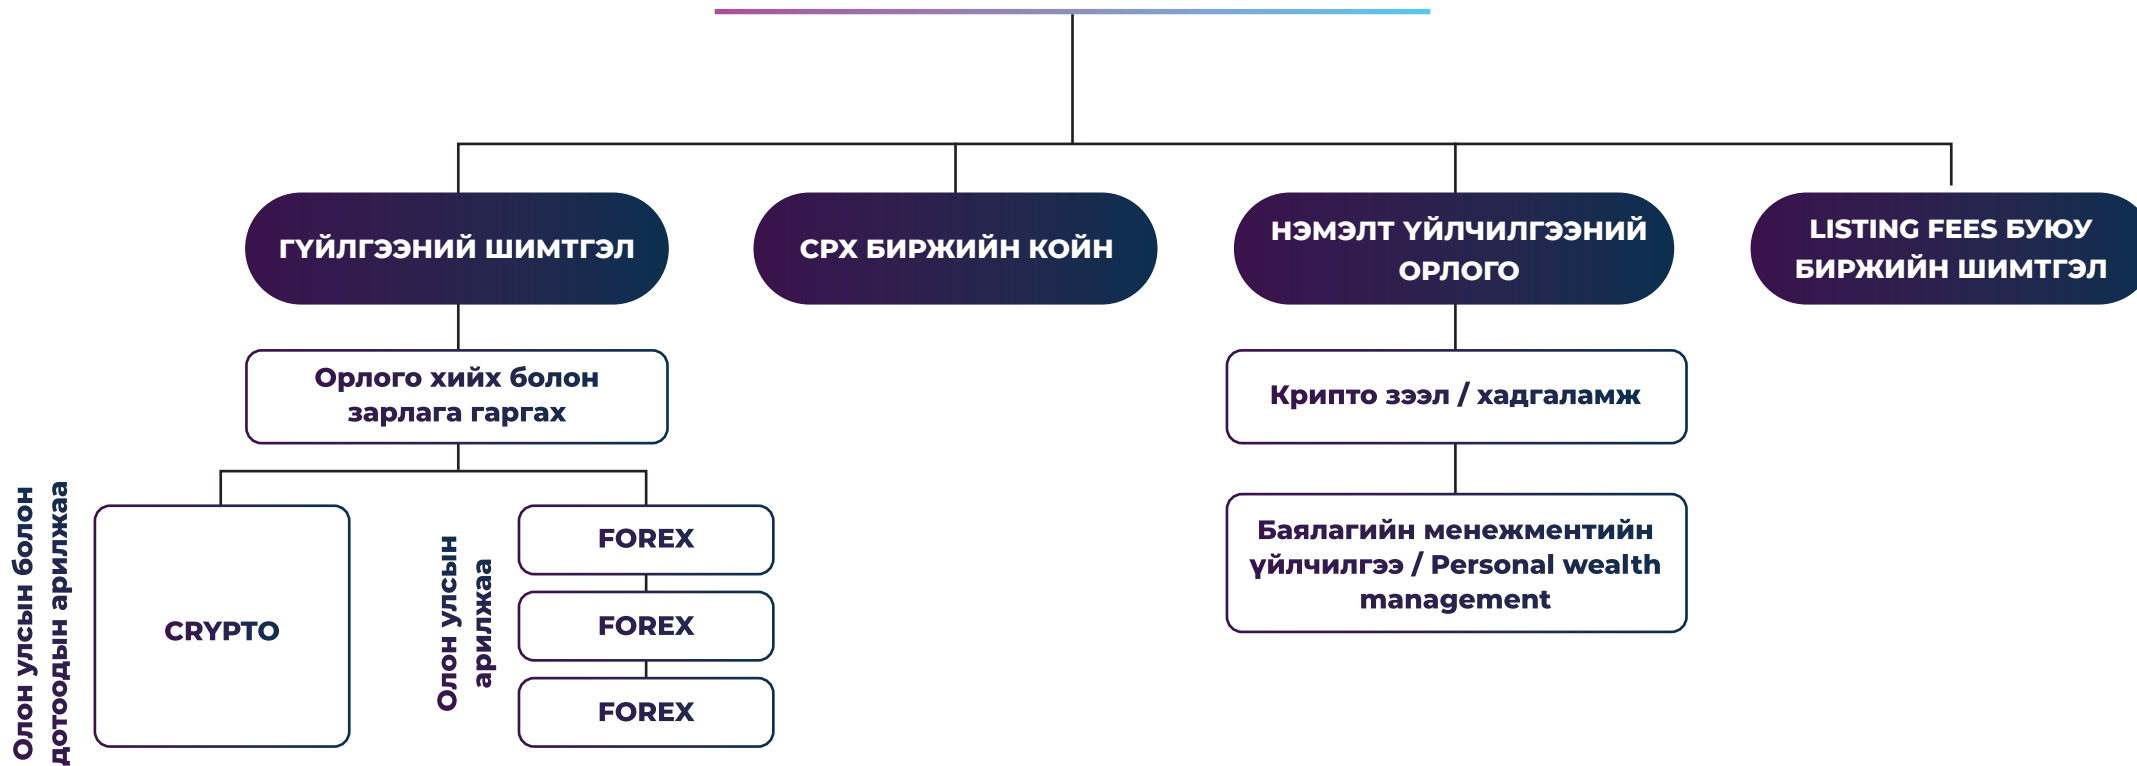 ГҮЙЛГЭЭНИЙ ШИМТГЭЛ
CPX БИРЖИЙН КОЙН
НЭМЭЛТ ҮЙЛЧИЛГЭЭНИЙ
ОРЛОГО
LISTING FEES БУЮУ
БИРЖИЙН ШИМТГЭЛ
Орлого хийх болон
зарлага гаргах
Крипто зээл / хадгаламж
Олон улсын болон
дотоодын арилжаа
CRYPTO
Олон улсын
арилжаа
FOREX
FOREX
FOREX
Баялагийн менежментийн
үйлчилгээ / Personal wealth
management